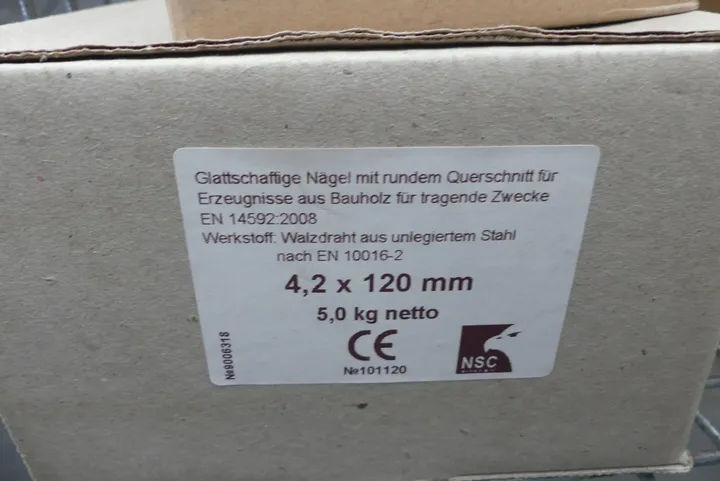 Glattschaftige Nägel mit rundem Querschnitt für
Erzeugnisse aus Bauholz für tragende Zwecke
EN 14592:2008
Werkstoff: Walzdraht aus unlegiertem Stahl
nach EN 10016-2
4,2 x 120 mm
5,0 kg netto
CE
№101120
NSC
№9006318